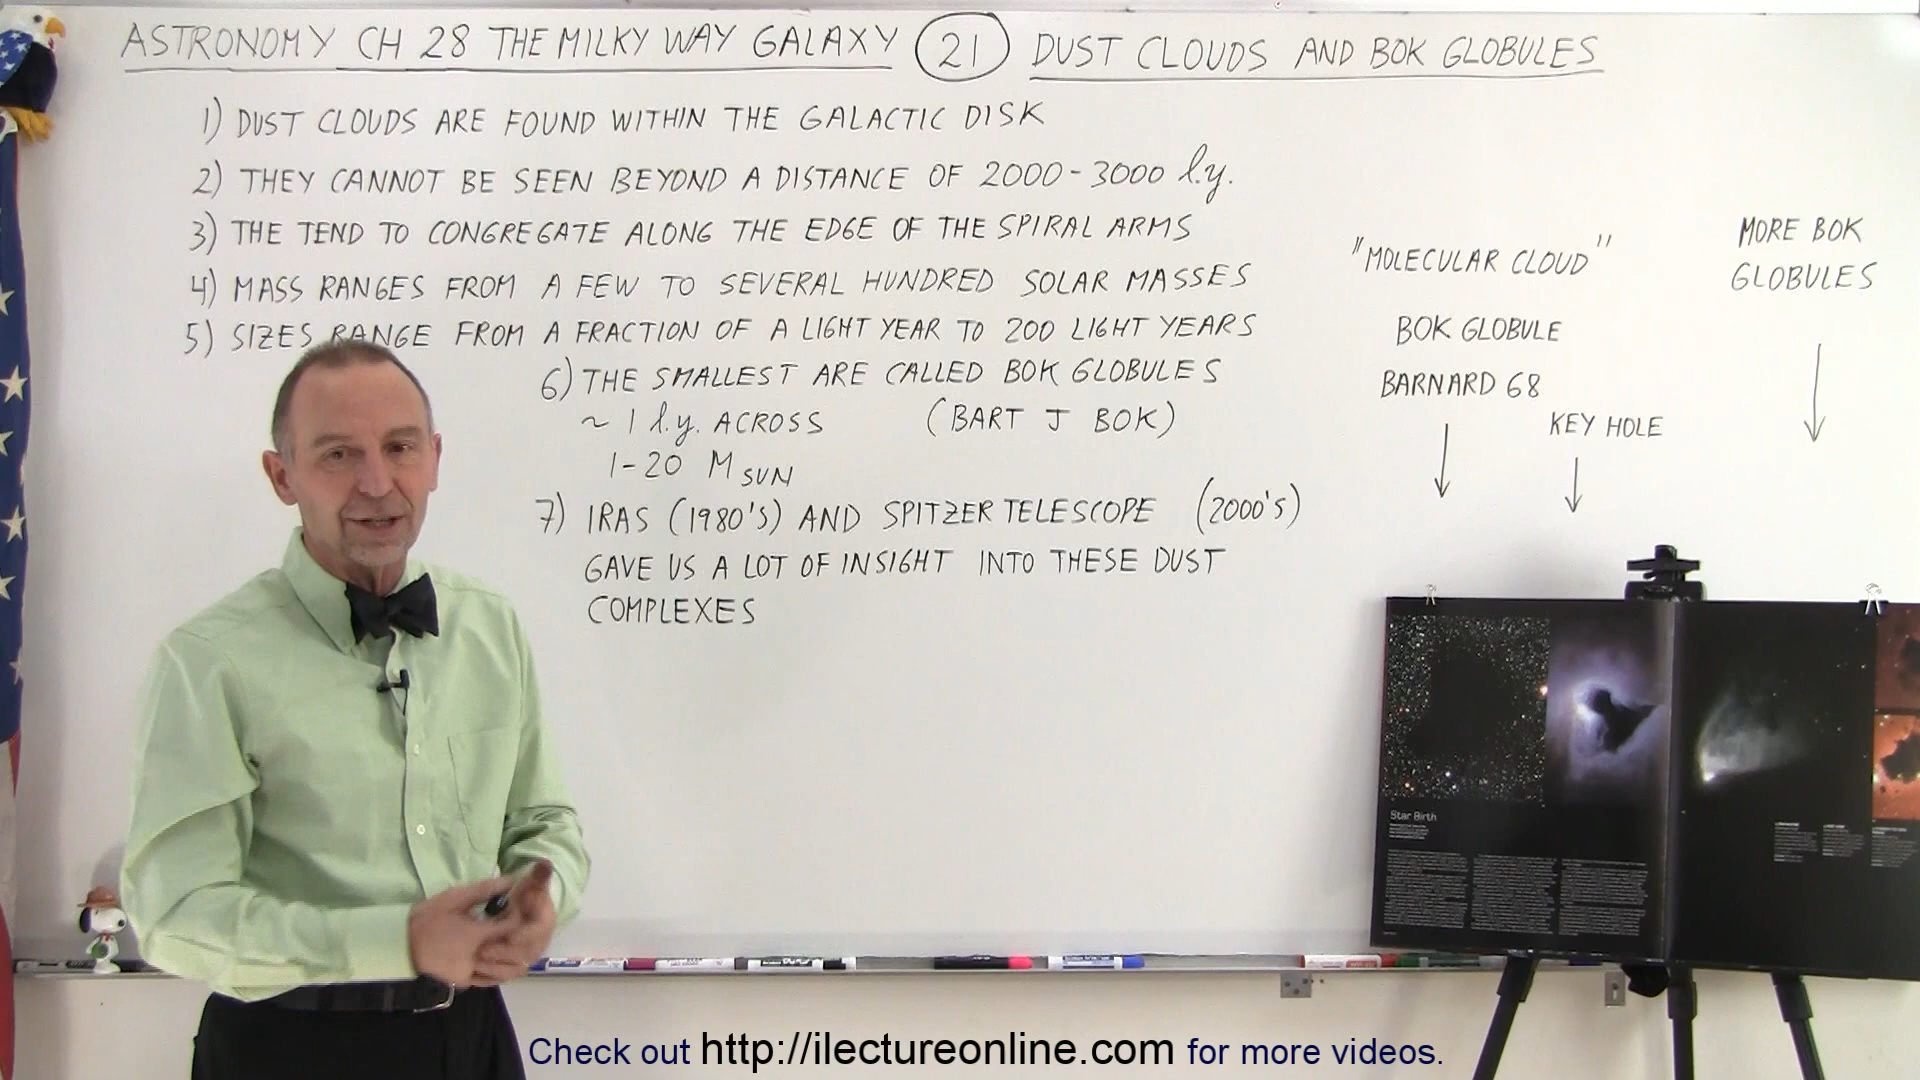 ASTRONOMY CH 28 THE MILKY WAY GALAXY 21 DUST CLOUDS AND BOK GLOBULES
1) DUST CLOUDS ARE FOUND WITHIN THE GALACTIC DISK
2) THEY CANNOT BE SEEN BEYOND A DISTANCE OF 2000-3000 l.y.
3) THE TEND TO CONGREGATE ALONG THE EDGE OF THE SPIRAL ARMS
4) MASS RANGES FROM A FEW TO SEVERAL HUNDRED SOLAR MASSES
5) SIZES RANGE FROM A FRACTION OF A LIGHT YEAR TO 200 LIGHT YEARS
6) THE SMALLEST ARE CALLED BOK GLOBULES
~ 1 l.y. ACROSS (BART J BOK)
1-20 M SUN
7) IRAS (1980'S) AND SPITZER TELESCOPE (2000's)
GAVE US A LOT OF INSIGHT INTO THESE DUST
COMPLEXES
"MOLECULAR CLOUD"
BOK GLOBULE
BARNARD 68
KEY HOLE
MORE BOK
GLOBULES
Star Birth
Check out http://ilectureonline.com for more videos.